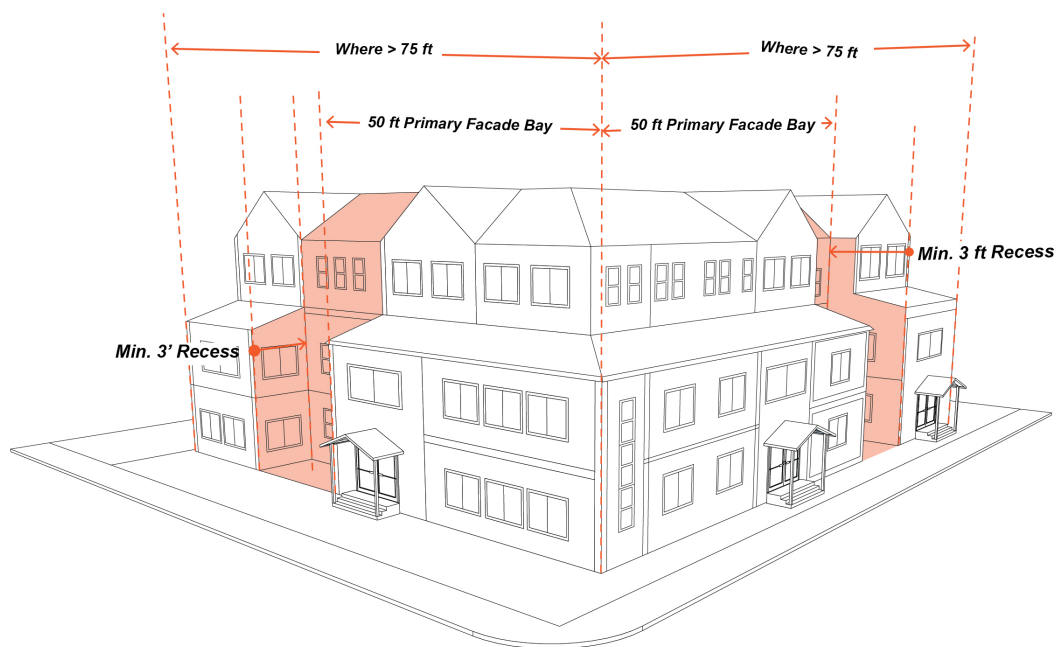 Where > 75 ft
Where > 75 ft
50 ft Primary Facade Bay
50 ft Primary Facade Bay
Min. 3 ft Recess
Min. 3' Recess